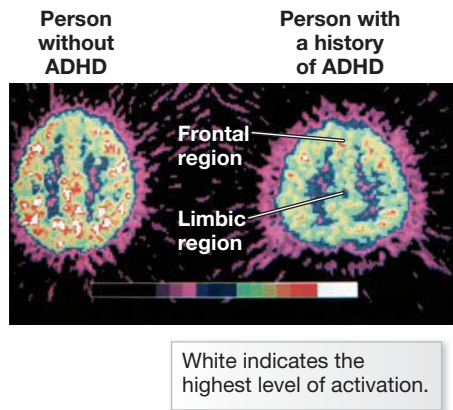 Person
without
ADHD
Person with
a history
of ADHD
Frontal
region
Limbic
region
White indicates the
highest level of activation.